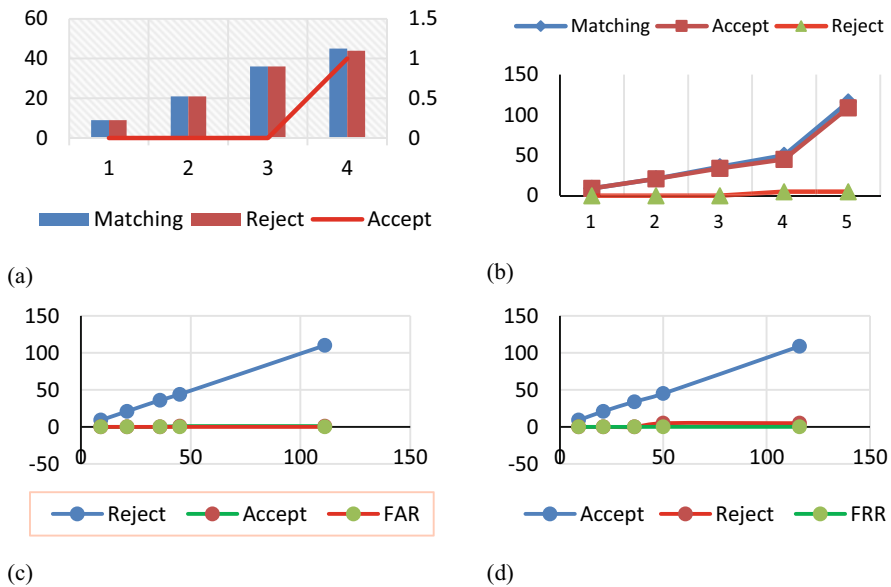 60
40
20
0
1.5
1
0.5
0
1 2 3 4
Matching Reject Accept
(a)
Matching Accept Reject
150
100
50
0
1 2 3 4 5
(b)
150
100
50
0
-50
0 50 100 150
Reject Accept FAR
(c)
150
100
50
0
-50
0 50 100 150
Accept Reject FRR
(d)